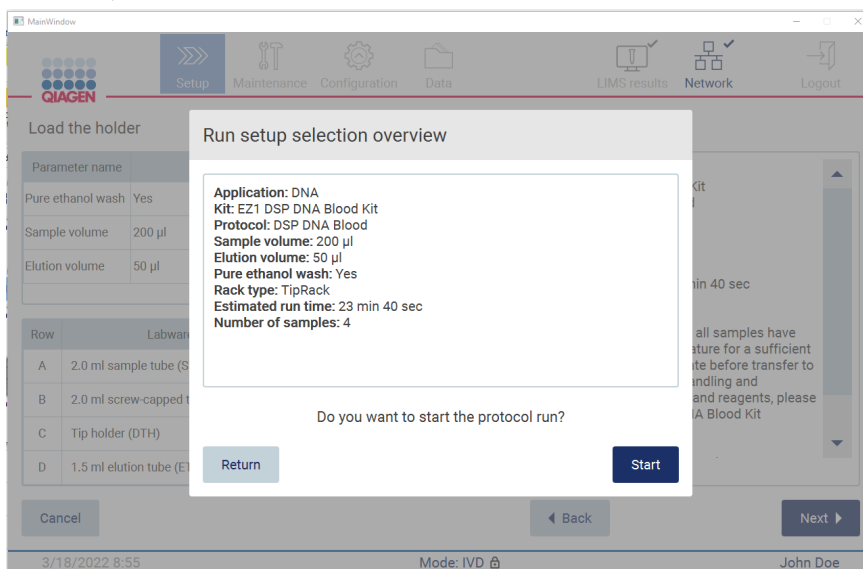 MainWindow
QIAGEN
Setup
Maintenance
Configuration
Data
LIMS results
Network
Logout
Load the holder
Parameter name
Pure ethanol wash Yes
Sample volume 200 µl
Elution volume 50 µl
Row Labware
A 2.0 ml sample tube (S
B 2.0 ml screw-capped t
C Tip holder (DTH)
D 1.5 ml elution tube (ET
Run setup selection overview
Application: DNA
Kit: EZ1 DSP DNA Blood Kit
Protocol: DSP DNA Blood
Sample volume: 200 µl
Elution volume: 50 µl
Pure ethanol wash: Yes
Rack type: TipRack
Estimated run time: 23 min 40 sec
Number of samples: 4
Do you want to start the protocol run?
Return
Start
Kit
min 40 sec
all samples have
ature for a sufficient
te before transfer to
andling and
and reagents, please
IA Blood Kit
Cancel
Back
Next
3/18/2022 8:55
Mode: IVD
John Doe